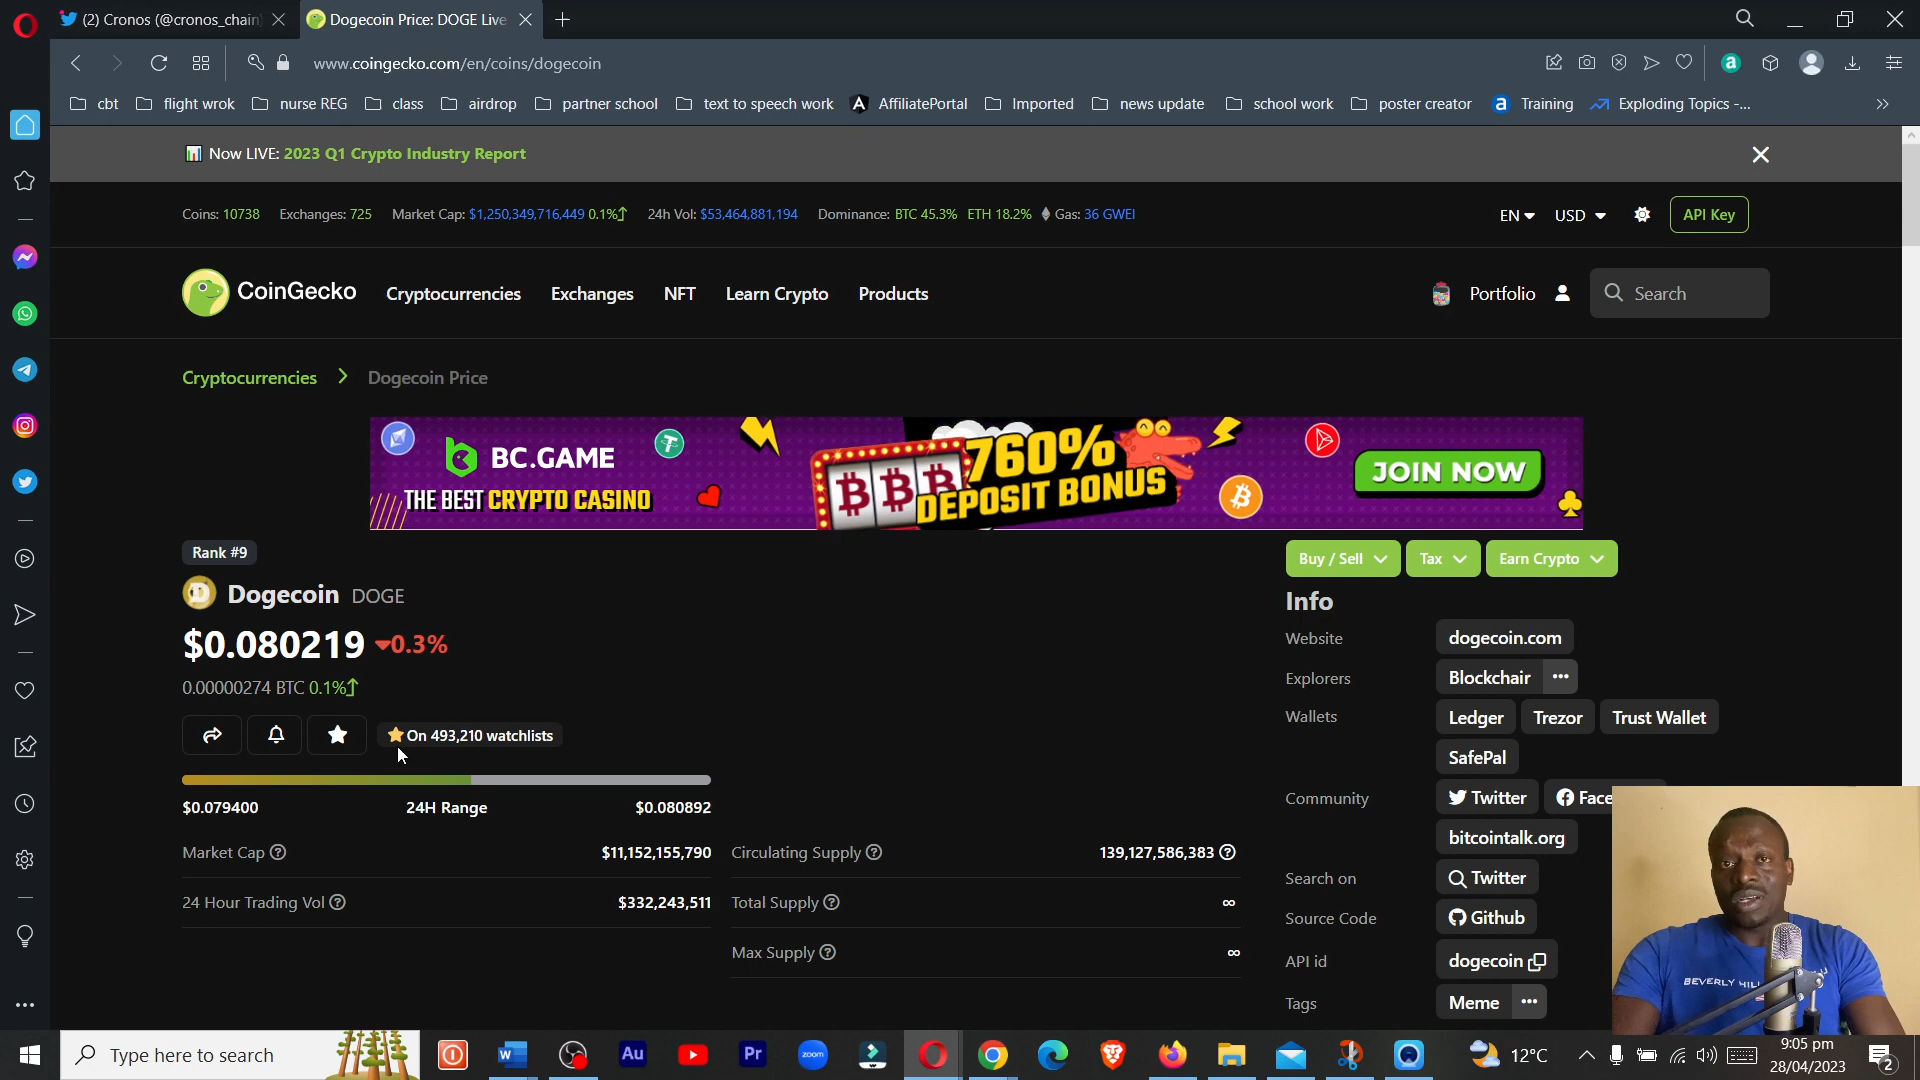 (2) Cronos (@cronos_chain)
Dogecoin Price: DOGE Live
www.coingecko.com/en/coins/dogecoin
cbt flight wrok nurse REG class airdrop partner school text to speech work AffiliatePortal Imported news update school work poster creator Training Exploding Topics -...
Now LIVE: 2023 Q1 Crypto Industry Report
Coins: 10738 Exchanges: 725 Market Cap: $1,250,349,716,449 0.1% 24h Vol: $53,464,881,194 Dominance: BTC 45.3% ETH 18.2% Gas: 36 GWEI
EN USD API Key
CoinGecko Cryptocurrencies Exchanges NFT Learn Crypto Products Portfolio Search
Cryptocurrencies > Dogecoin Price
BC.GAME
THE BEST CRYPTO CASINO
BBB
760%
DEPOSIT BONUS
JOIN NOW
Rank #9
Dogecoin DOGE
$0.080219 0.3%
0.00000274 BTC 0.1%
On 493,210 watchlists
$0.079400 24H Range $0.080892
Market Cap $11,152,155,790
24 Hour Trading Vol $332,243,511
Circulating Supply 139,127,586,383
Total Supply ∞
Max Supply ∞
Buy / Sell Tax Earn Crypto
Info
Website dogecoin.com
Explorers Blockchair •••
Wallets Ledger Trezor Trust Wallet
SafePal
Community Twitter Face
bitcointalk.org
Search on Twitter
Source Code Github
API id dogecoin
Tags Meme •••
BEVERLY HILL
Type here to search
Au
Pr
zoom
12°C
9:05 pm
28/04/2023
2